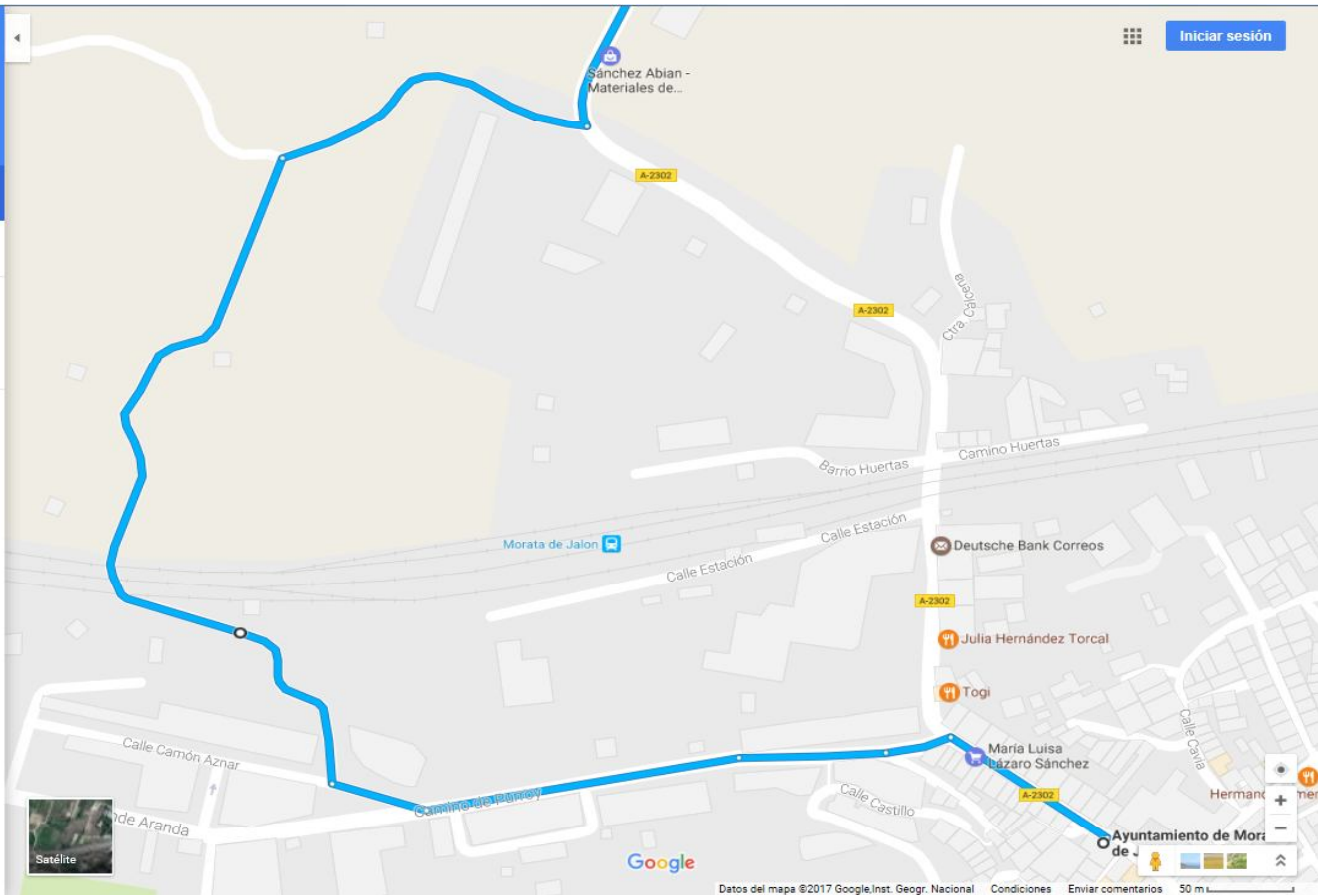 Iniciar sesión
Sánchez Abian -
Materiales de...
A-2302
A-2302
Ctra. Calcena
Camino Huertas
Barrio Huertas
Calle Estación
Morata de Jalon
Calle Estación
Deutsche Bank Correos
A-2302
Julia Hernández Torcal
Togi
Calle Cavia
Calle Camón Aznar
María Luisa
Lázaro Sánchez
A-2302
Camino de Purroy
Calle Castillo
nde Aranda
Satélite
Ayuntamiento de Mora
Google
Datos del mapa ©2017 Google,Inst. Geogr. Nacional Condiciones Enviar comentarios 50 m